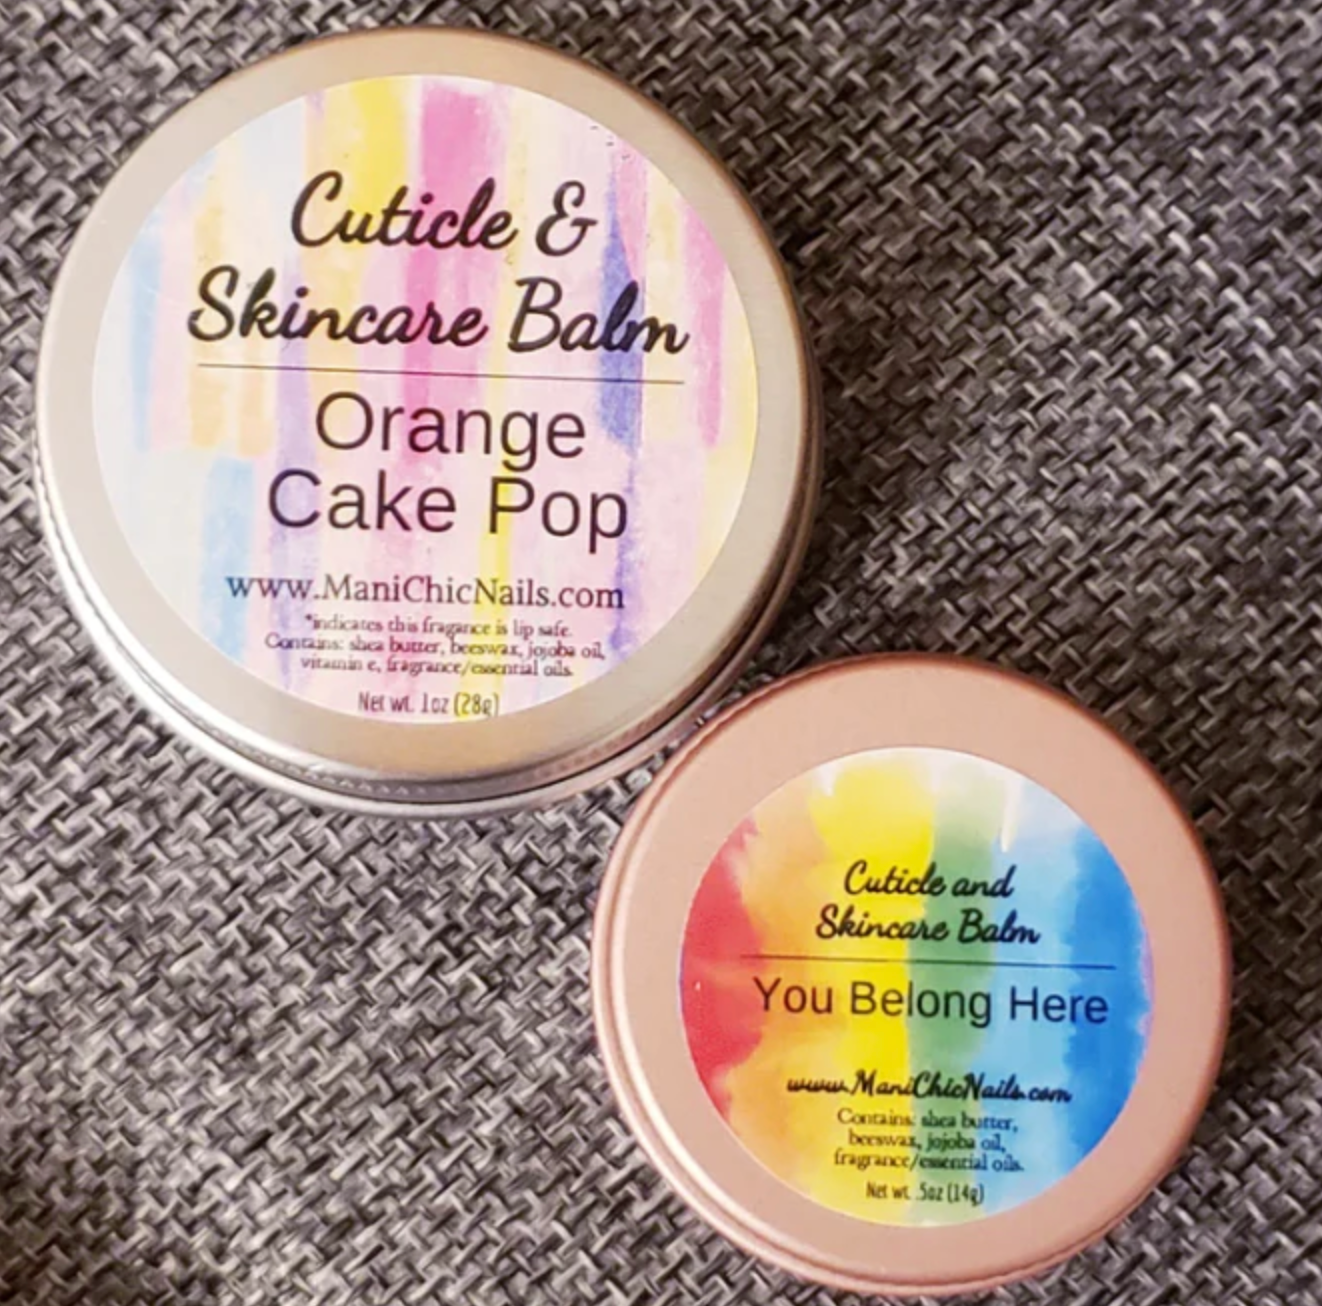 Cuticle &
Skincare Balm
Orange
Cake Pop
www.ManiChicNails.com
*indicates this fragance is lip safe.
Contains: shea butter, beeswax, jojoba oil,
vitamin e, fragrance/essential oils.
Net wt. 1oz (28g)
Cuticle and
Skincare Balm
You Belong Here
www.ManiChicNails.com
Contains: shea butter,
beeswax, jojoba oil,
fragrance/essential oils.
Net wt. .5oz (14g)